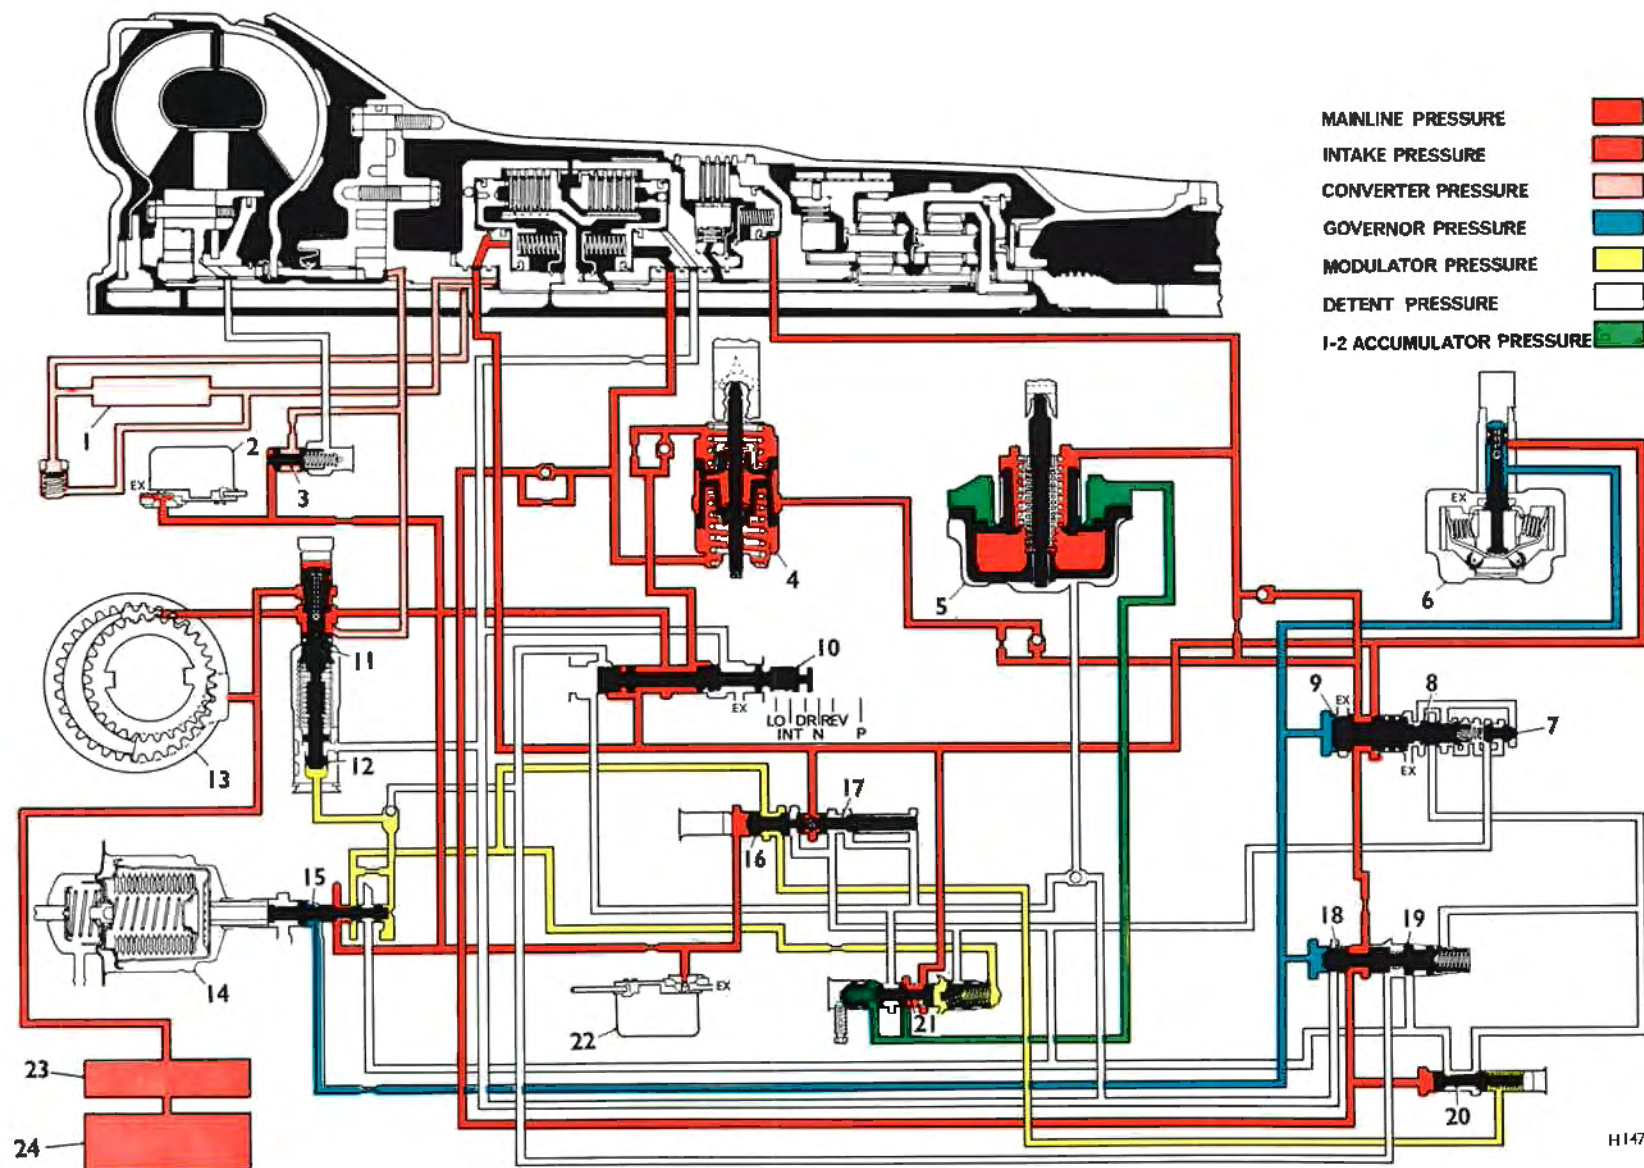 MAINLINE PRESSURE
INTAKE PRESSURE
CONVERTER PRESSURE
GOVERNOR PRESSURE
MODULATOR PRESSURE
DETENT PRESSURE
1-2 ACCUMULATOR PRESSURE
1
2
EX
3
4
5
EX
6
10
11
EX
LO DR REV
INT N P
9
EX
8
7
EX
12
13
17
16
15
14
18
19
EX
22
21
20
23
24
H147